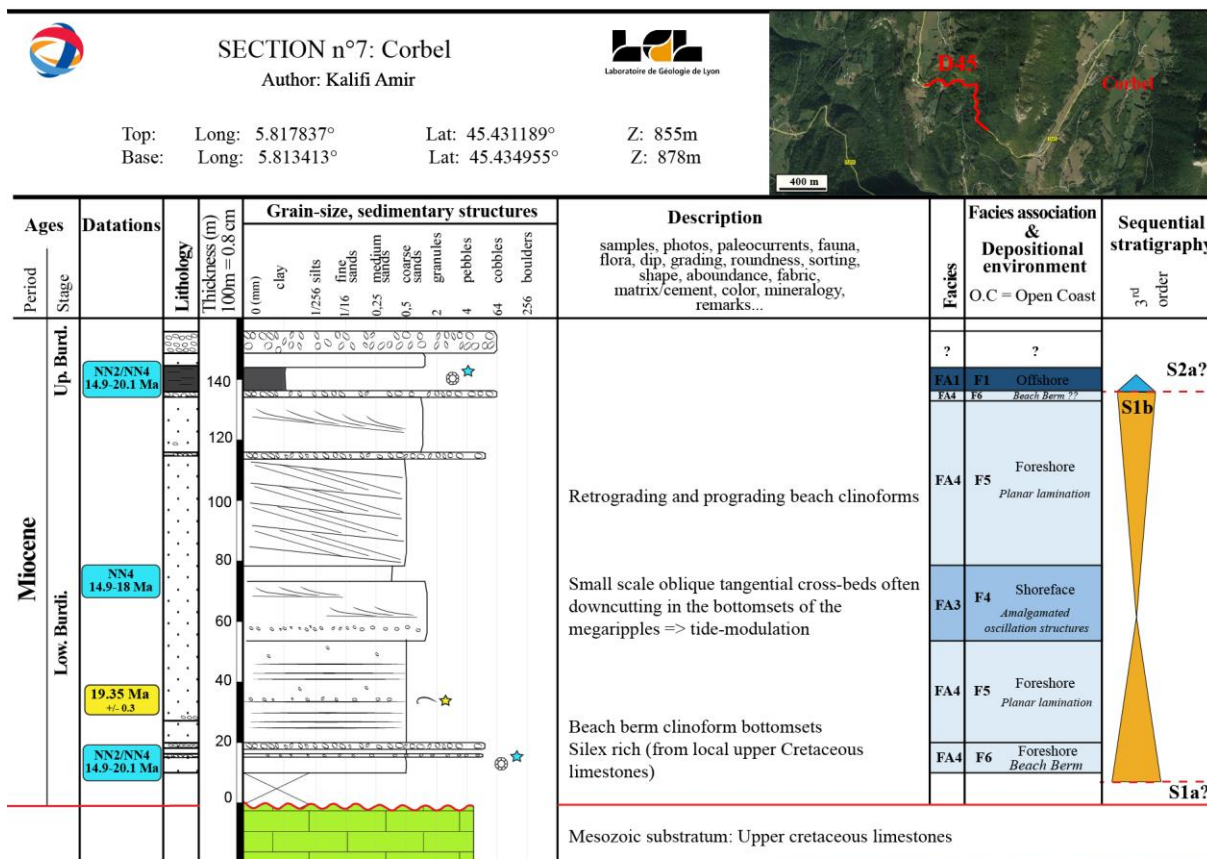 SECTION n°7: Corbel
Author: Kalifi Amir
LGL
Laboratoire de Géologie de Lyon
Top: Long: 5.817837° Lat: 45.431189° Z: 855m
Base: Long: 5.813413° Lat: 45.434955° Z: 878m
D45
Corbel
400 m
Ages
Period
Stage
Datations
Lithology
Thickness (m)
100m = 0.8 cm
Grain-size, sedimentary structures
0 (mm)
clay
1/256
silts
1/16
fine sands
0,25
medium sands
0,5
coarse sands
2
granules
4
pebbles
64
cobbles
256
boulders
Description
samples, photos, paleocurrents, fauna,
flora, dip, grading, roundness, sorting,
shape, aboundance, fabric,
matrix/cement, color, mineralogy,
remarks...
Facies
Facies association
&
Depositional
environment
O.C = Open Coast
Sequential
stratigraphy
3rd
order
Miocene
Up. Burd.
Low. Burdi.
NN2/NN4
14.9-20.1 Ma
NN4
14.9-18 Ma
19.35 Ma
+/- 0.3
NN2/NN4
14.9-20.1 Ma
140
120
100
80
60
40
20
0
Retrograding and prograding beach clinoforms
Small scale oblique tangential cross-beds often
downcutting in the bottomsets of the
megaripples => tide-modulation
Beach berm clinoform bottomsets
Silex rich (from local upper Cretaceous
limestones)
Mesozoic substratum: Upper cretaceous limestones
? ?
FA1 F1 Offshore
FA4 F6 Beach Berm ??
FA4 F5 Foreshore
Planar lamination
FA3 F4 Shoreface
Amalgamated
oscillation structures
FA4 F5 Foreshore
Planar lamination
FA4 F6 Foreshore
Beach Berm
S2a?
S1b
S1a?